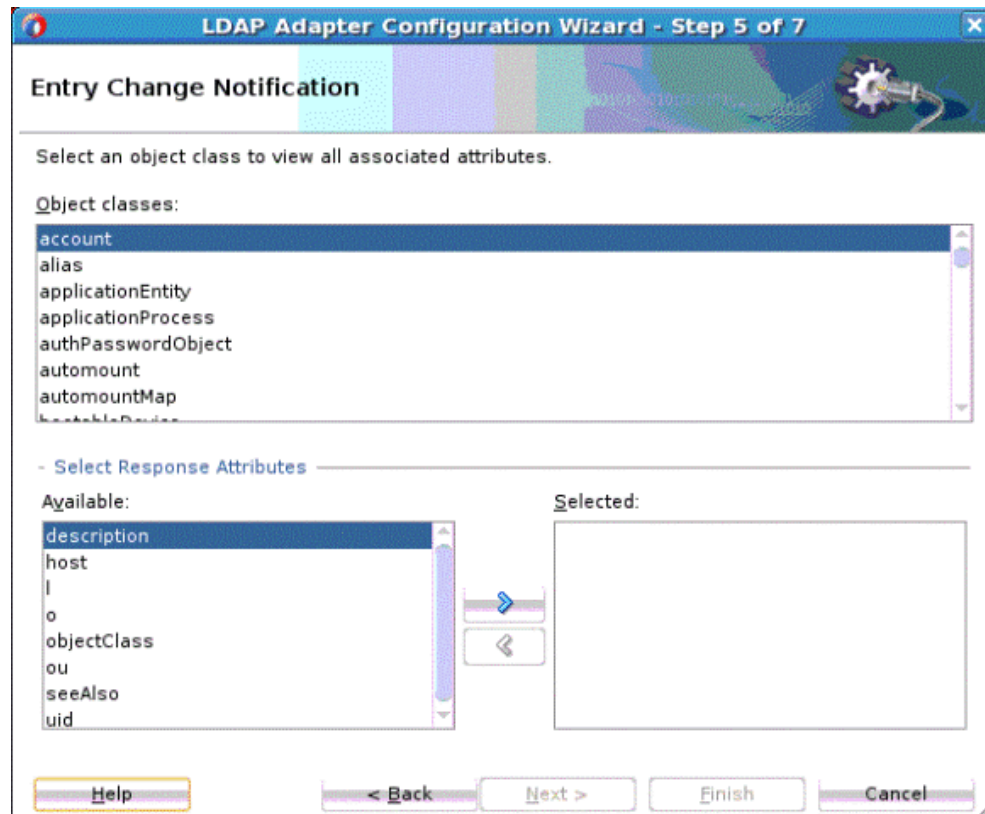 LDAP Adapter Configuration Wizard - Step 5 of 7
Entry Change Notification
Select an object class to view all associated attributes.
Object classes:
account
alias
applicationEntity
applicationProcess
authPasswordObject
automount
automountMap
- Select Response Attributes
Available:
Selected:
description
host
l
o
objectClass
ou
seeAlso
uid
Help
< Back
Next >
Finish
Cancel